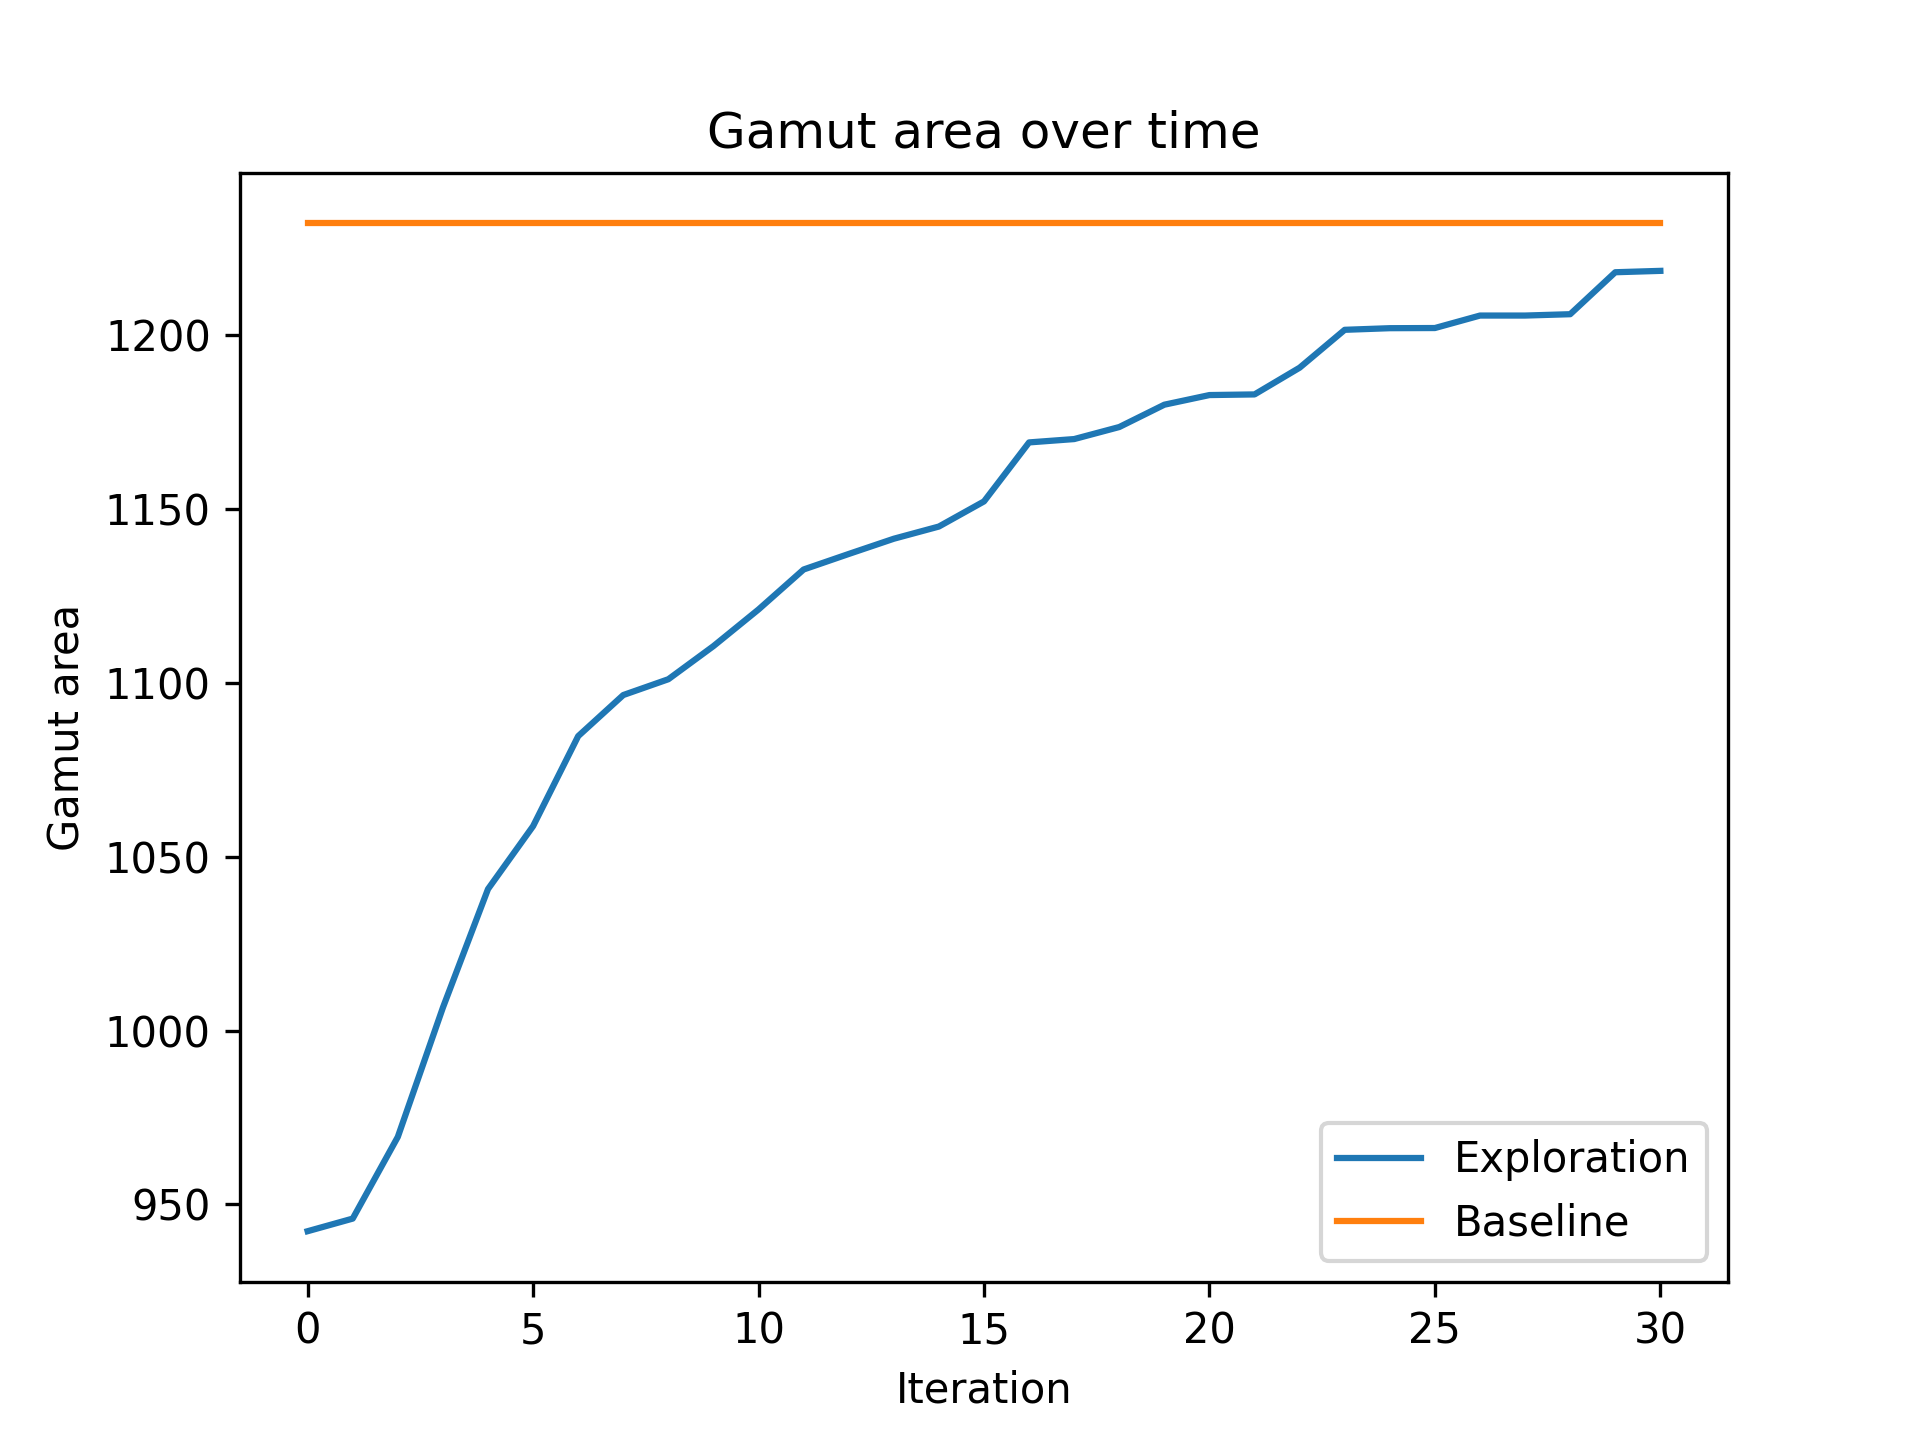 Gamut area over time
Gamut area
1200
1150
1100
1050
1000
950
0 5 10 15 20 25 30
Iteration
Exploration
Baseline